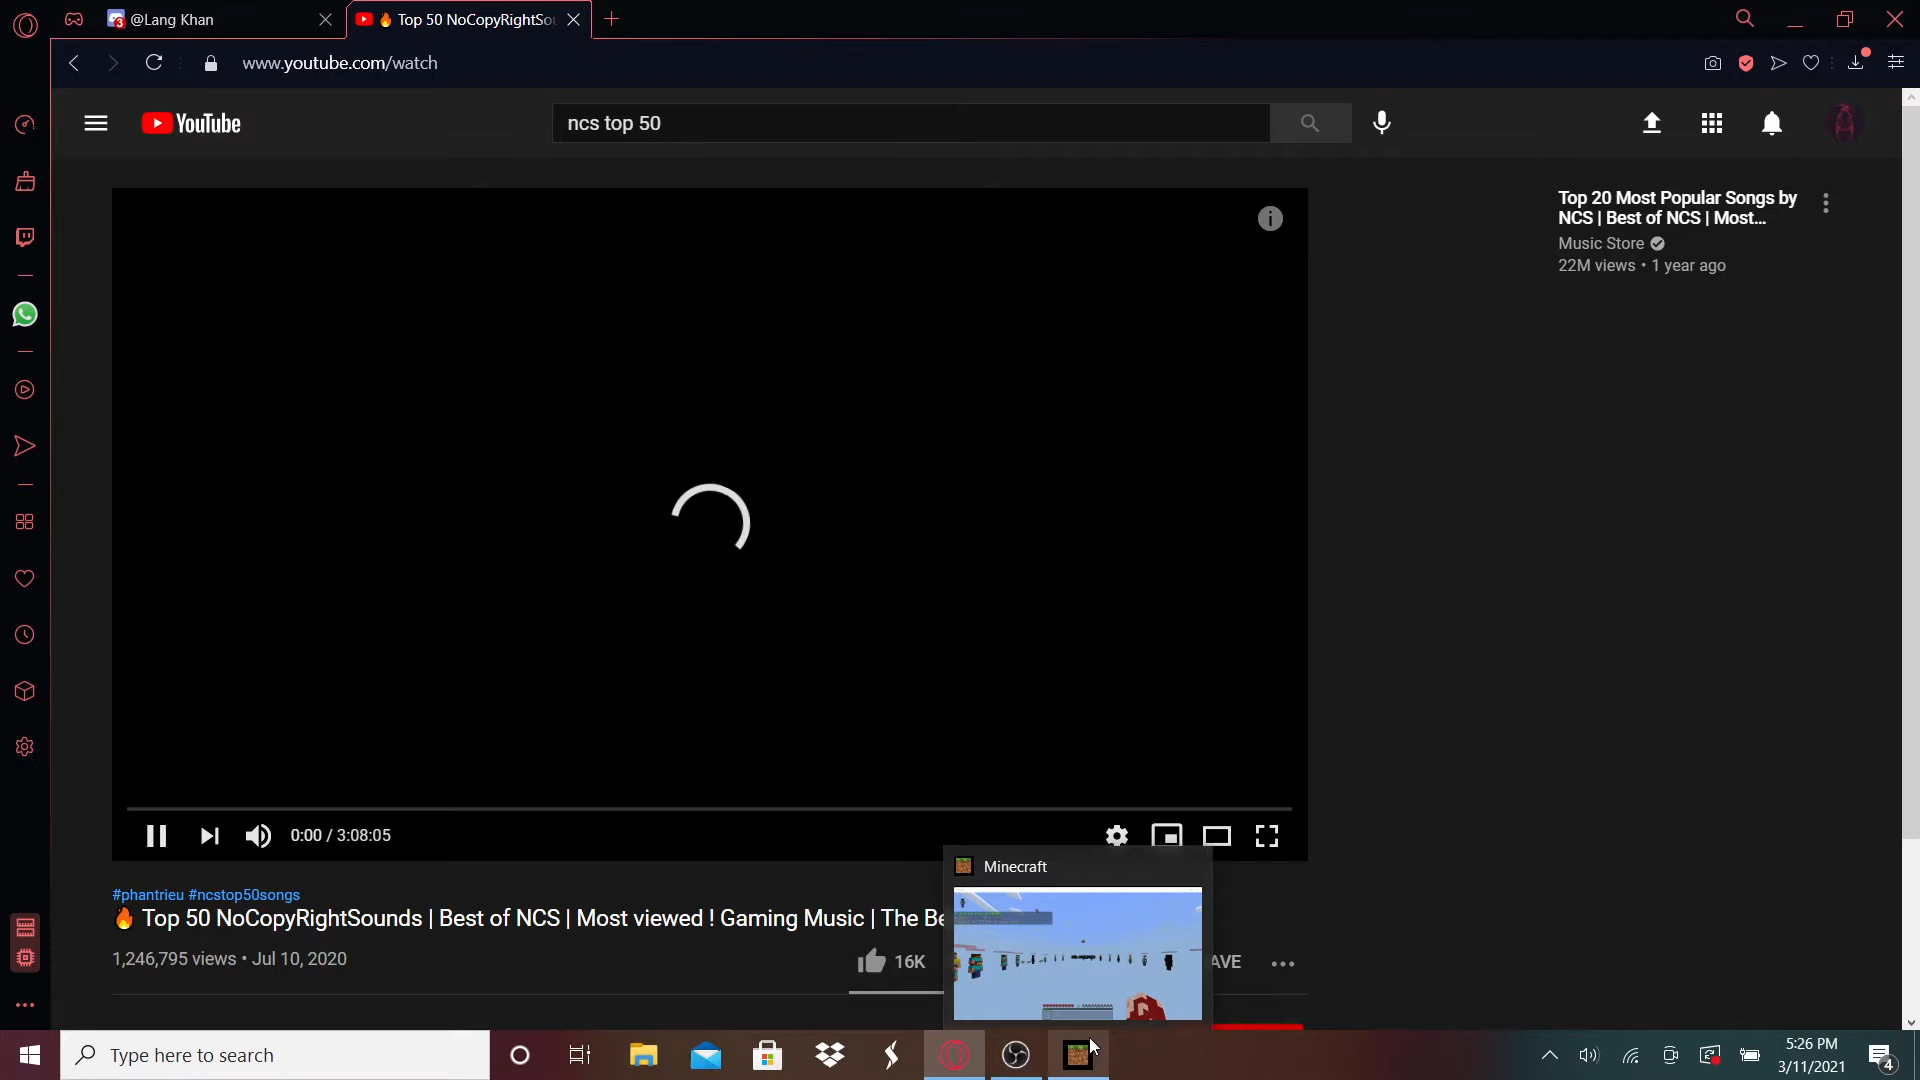 @Lang Khan
🔥 Top 50 NoCopyRightSou
www.youtube.com/watch
YouTube
ncs top 50
Top 20 Most Popular Songs by
NCS | Best of NCS | Most...
Music Store
22M views • 1 year ago
0:00 / 3:08:05
Minecraft
#phantrieu #ncstop50songs
🔥 Top 50 NoCopyRightSounds | Best of NCS | Most viewed ! Gaming Music | The Be
1,246,795 views • Jul 10, 2020
16K
AVE
Type here to search
5:26 PM
3/11/2021
4
3